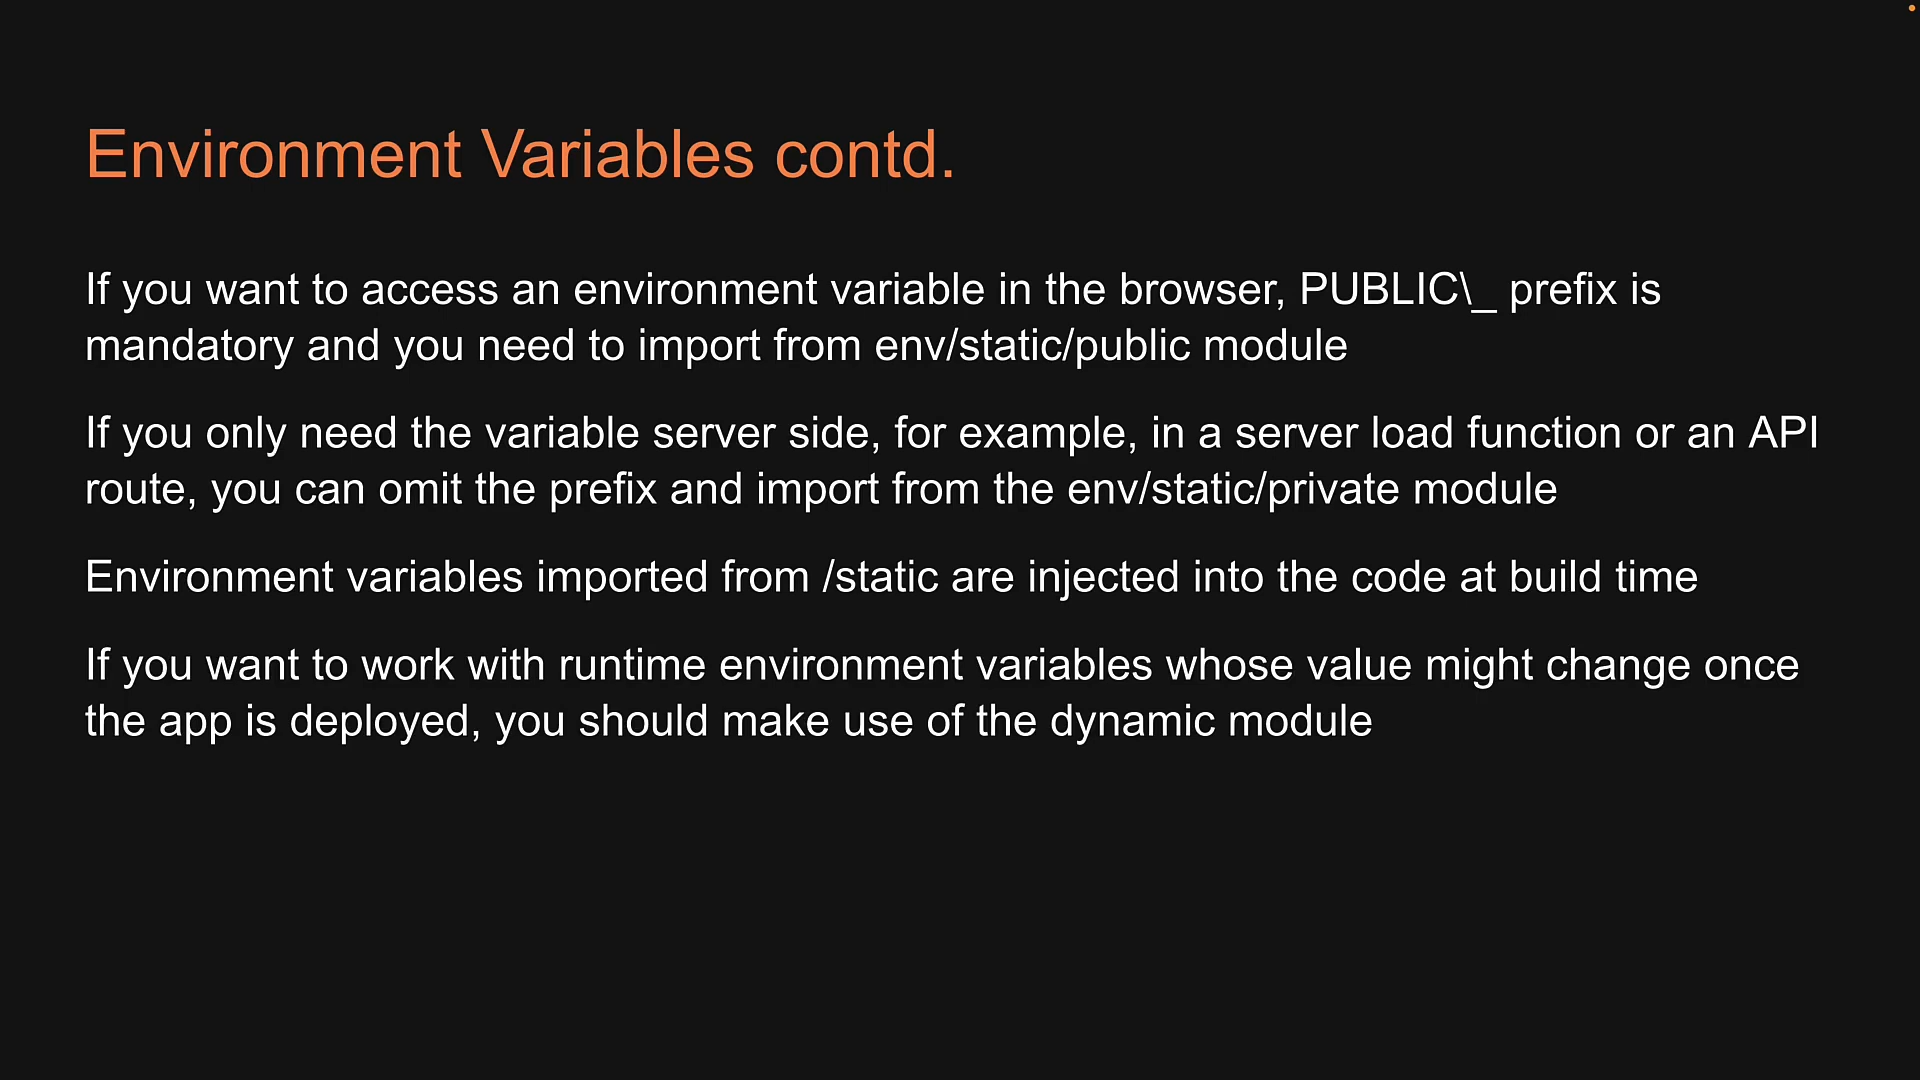 Environment Variables contd.
If you want to access an environment variable in the browser, PUBLIC\_ prefix is
mandatory and you need to import from env/static/public module
If you only need the variable server side, for example, in a server load function or an API
route, you can omit the prefix and import from the env/static/private module
Environment variables imported from /static are injected into the code at build time
If you want to work with runtime environment variables whose value might change once
the app is deployed, you should make use of the dynamic module